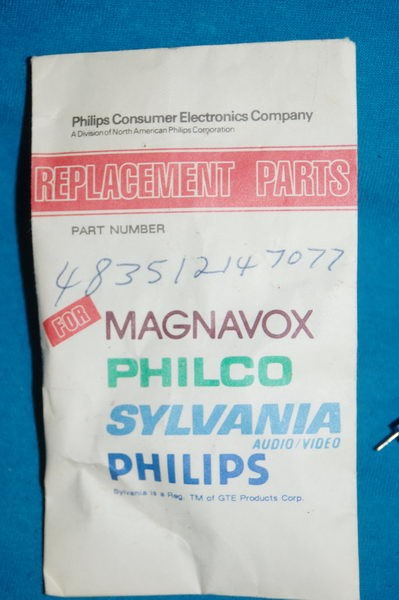 Philips Consumer Electronics Company
A Division of North American Philips Corporation
REPLACEMENT PARTS
PART NUMBER
483512147077
FOR
MAGNAVOX
PHILCO
SYLVANIA
AUDIO/VIDEO
PHILIPS
Sylvania is a Reg. TM of GTE Products Corp.